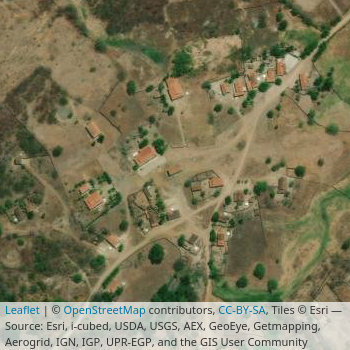 Leaflet | © OpenStreetMap contributors, CC-BY-SA, Tiles © Esri —
Source: Esri, i-cubed, USDA, USGS, AEX, GeoEye, Getmapping,
Aerogrid, IGN, IGP, UPR-EGP, and the GIS User Community